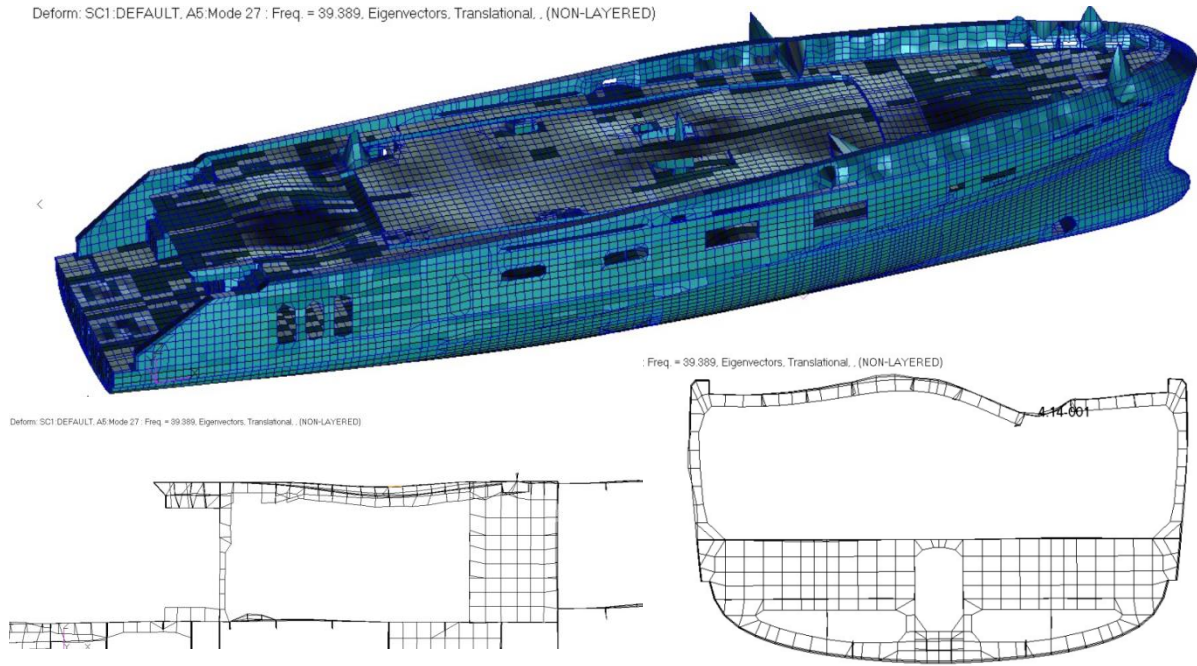 Deform: SC1:DEFAULT, A5:Mode 27 : Freq. = 39.389, Eigenvectors, Translational, , (NON-LAYERED)
: Freq. = 39.389, Eigenvectors, Translational, , (NON-LAYERED)
4.14-001
Deform: SC1:DEFAULT, A5:Mode 27 : Freq. = 39.389, Eigenvectors, Translational, , (NON-LAYERED)